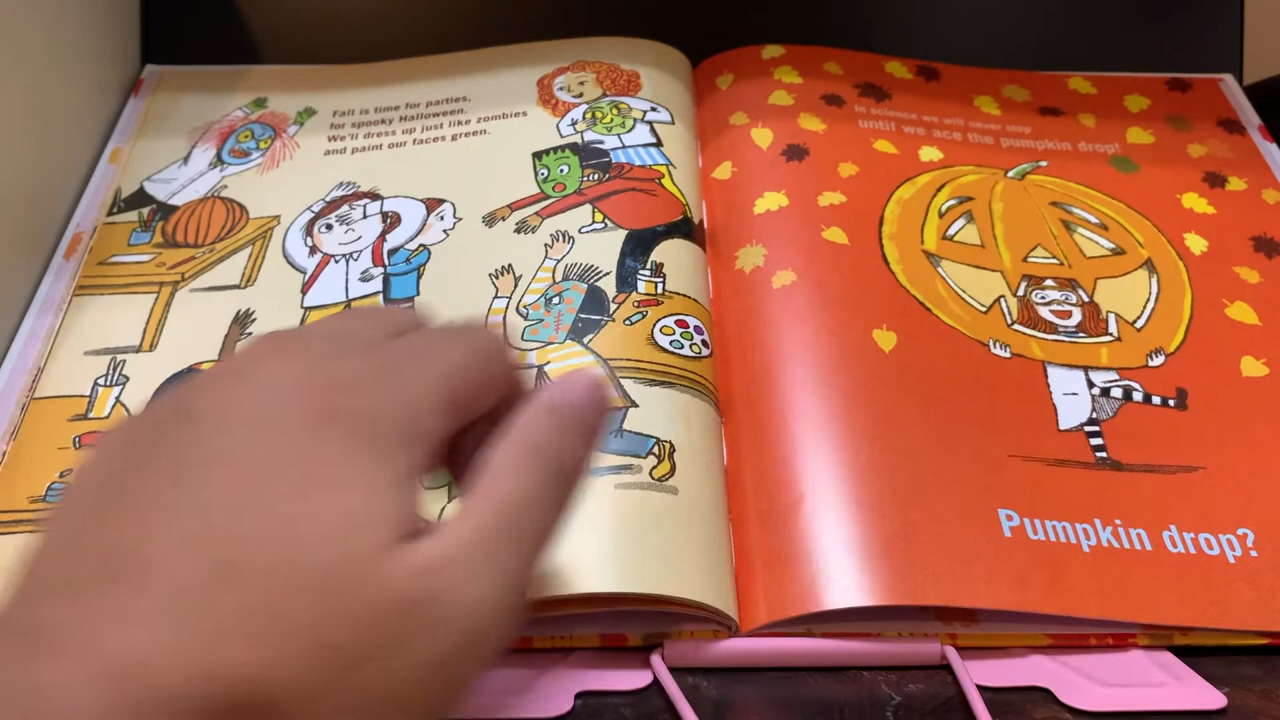 Fall is time for parties,
for spooky Halloween.
We'll dress up just like zombies
and paint our faces green.
In science we will never stop
until we ace the pumpkin drop!
Pumpkin drop?